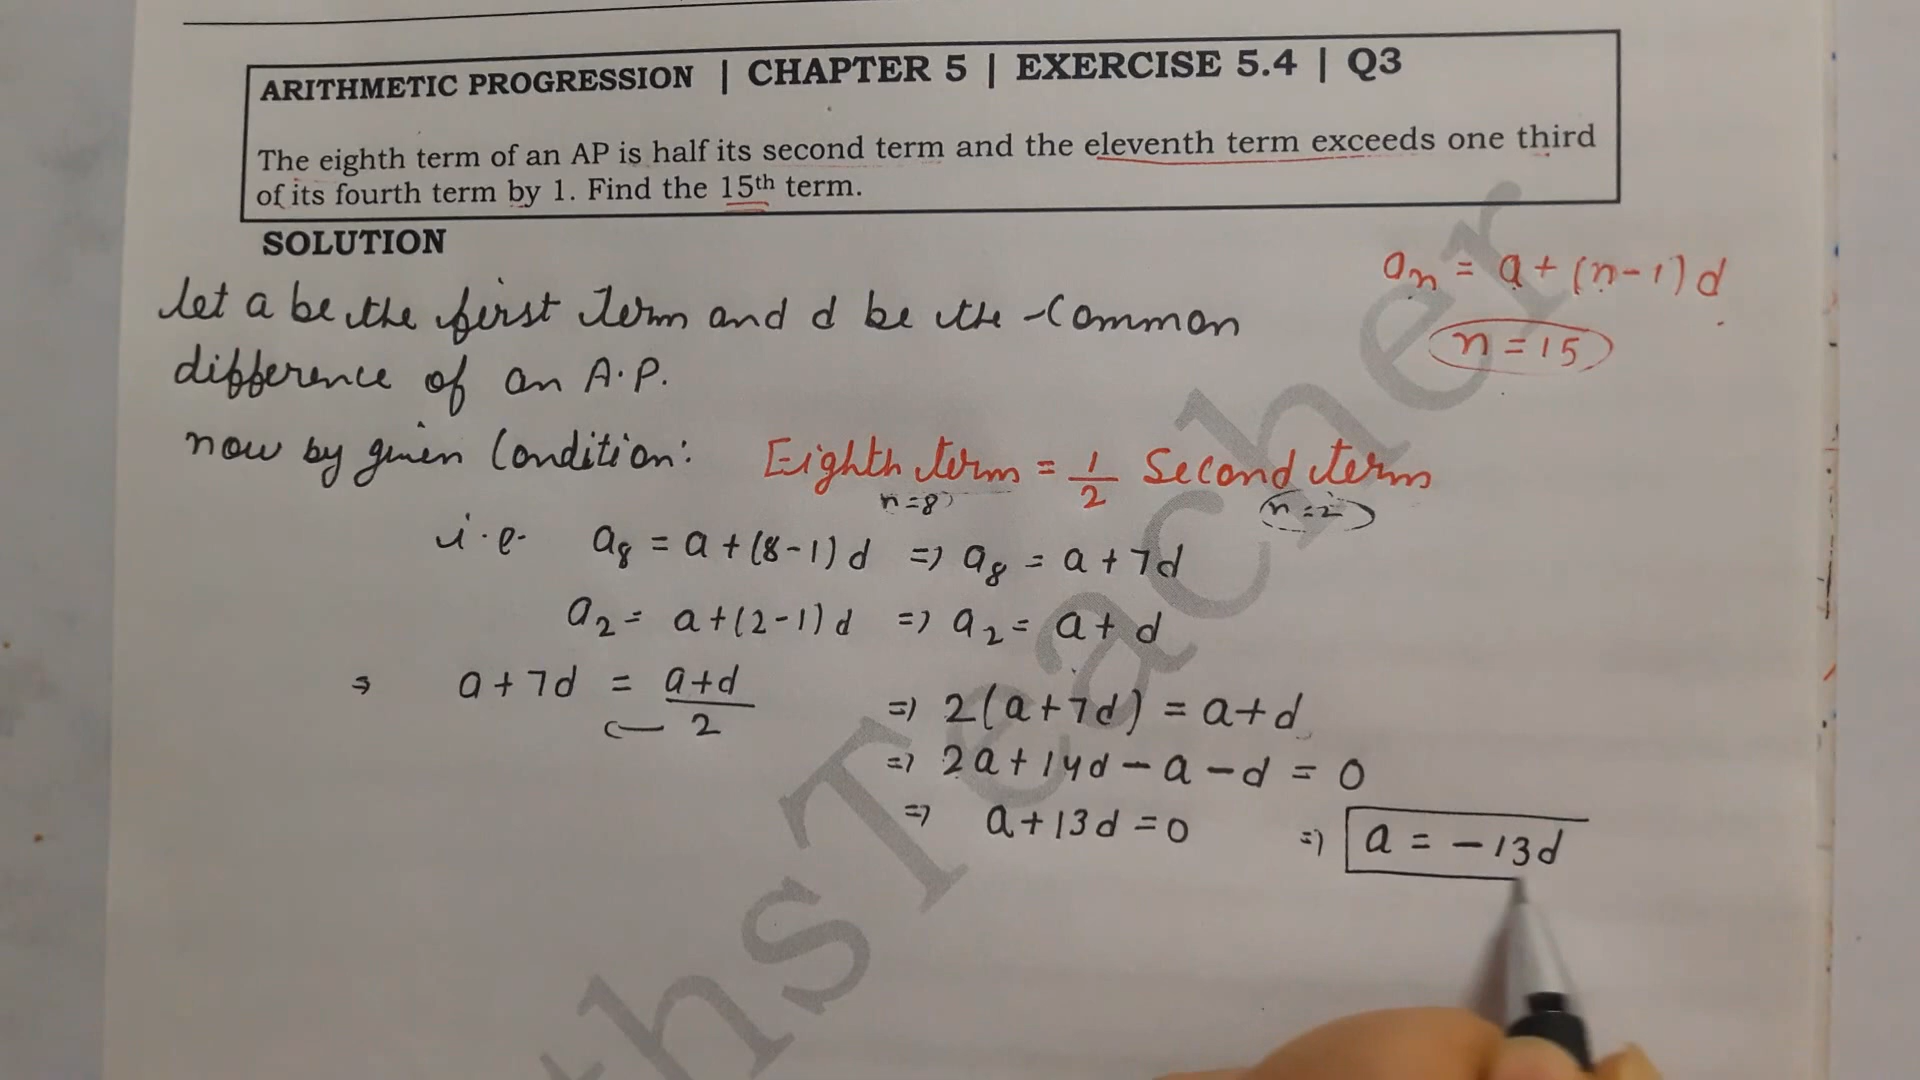 ARITHMETIC PROGRESSION | CHAPTER 5 | EXERCISE 5.4 | Q3
The eighth term of an AP is half its second term and the eleventh term exceeds one third
of its fourth term by 1. Find the 15th term.
SOLUTION
aₙ = a + (n-1) d
n = 15
let a be the first term and d be the common
difference of an A.P.
now by given Condition: Eighth term = 1/2 Second term
n=8 n=2
i.e. a₈ = a + (8-1) d => a₈ = a + 7d
a₂ = a + (2-1) d => a₂ = a + d
=> a + 7d = a+d/2
=> 2(a+7d) = a+d
=> 2a + 14d - a - d = 0
=> a + 13d = 0 => a = -13d
thsTeacher